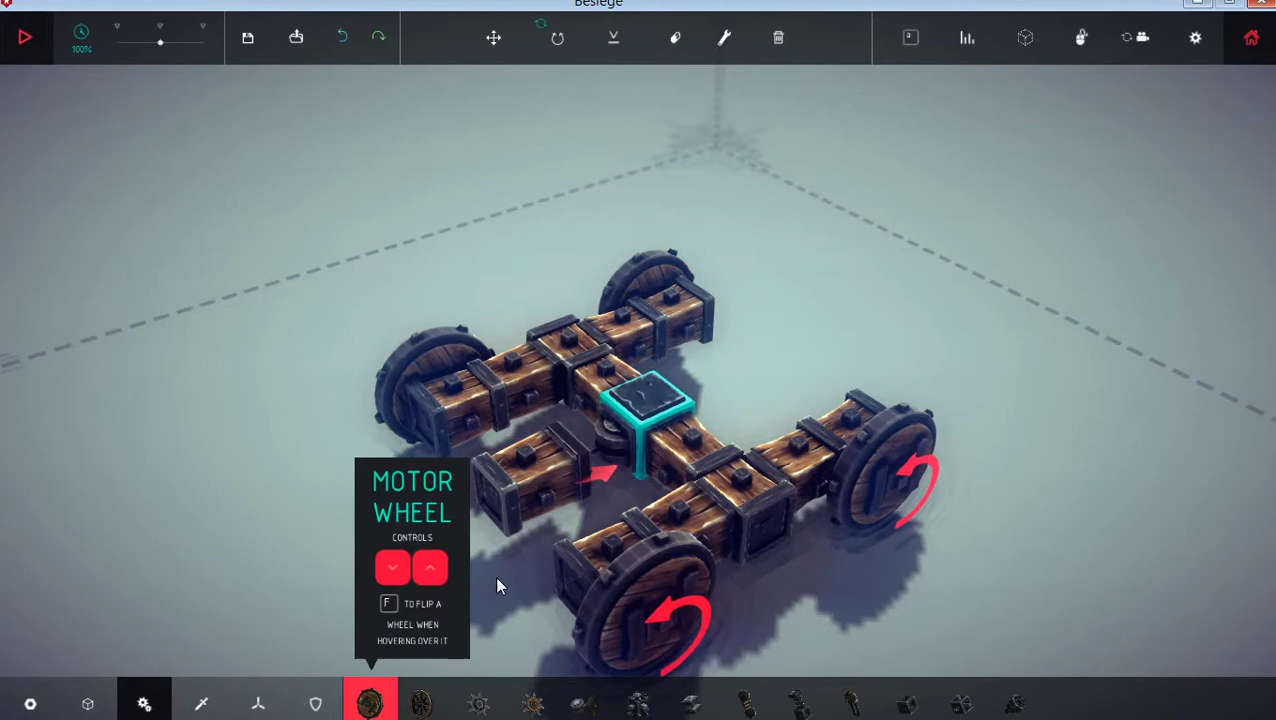 Besiege
100%
MOTOR
WHEEL
CONTROLS
F TO FLIP A
WHEEL WHEN
HOVERING OVER IT